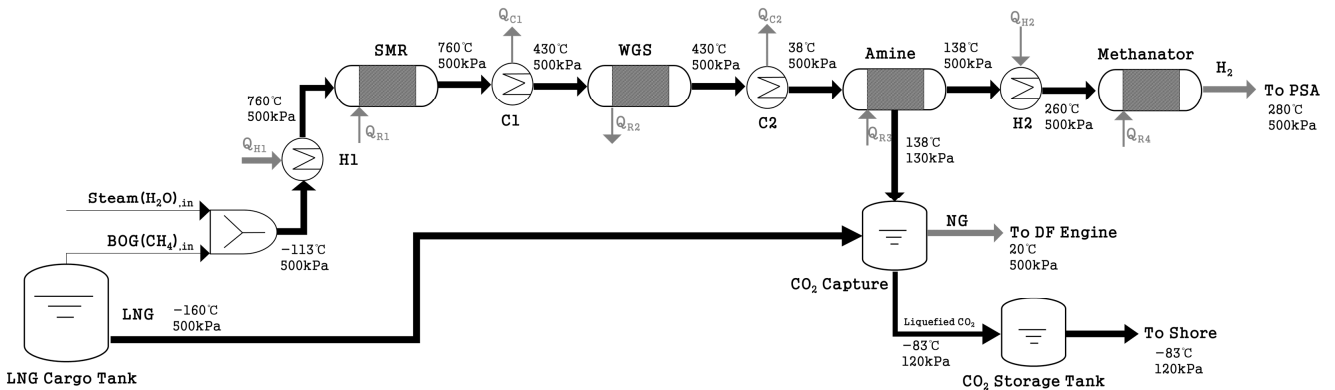 Q_C1
Q_C2
Q_H2
SMR
760℃
500kPa
430℃
500kPa
WGS
430℃
500kPa
38℃
500kPa
Amine
138℃
500kPa
Methanator
H₂
To PSA
280℃
500kPa
C1
C2
H2
260℃
500kPa
760℃
500kPa
Q_R1
Q_R2
Q_R3
Q_R4
138℃
130kPa
Q_H1
H1
Steam(H₂O),in
BOG(CH₄),in
-113℃
500kPa
NG
To DF Engine
20℃
500kPa
CO₂ Capture
LNG
-160℃
500kPa
Liquefied CO₂
-83℃
120kPa
To Shore
-83℃
120kPa
LNG Cargo Tank
CO₂ Storage Tank